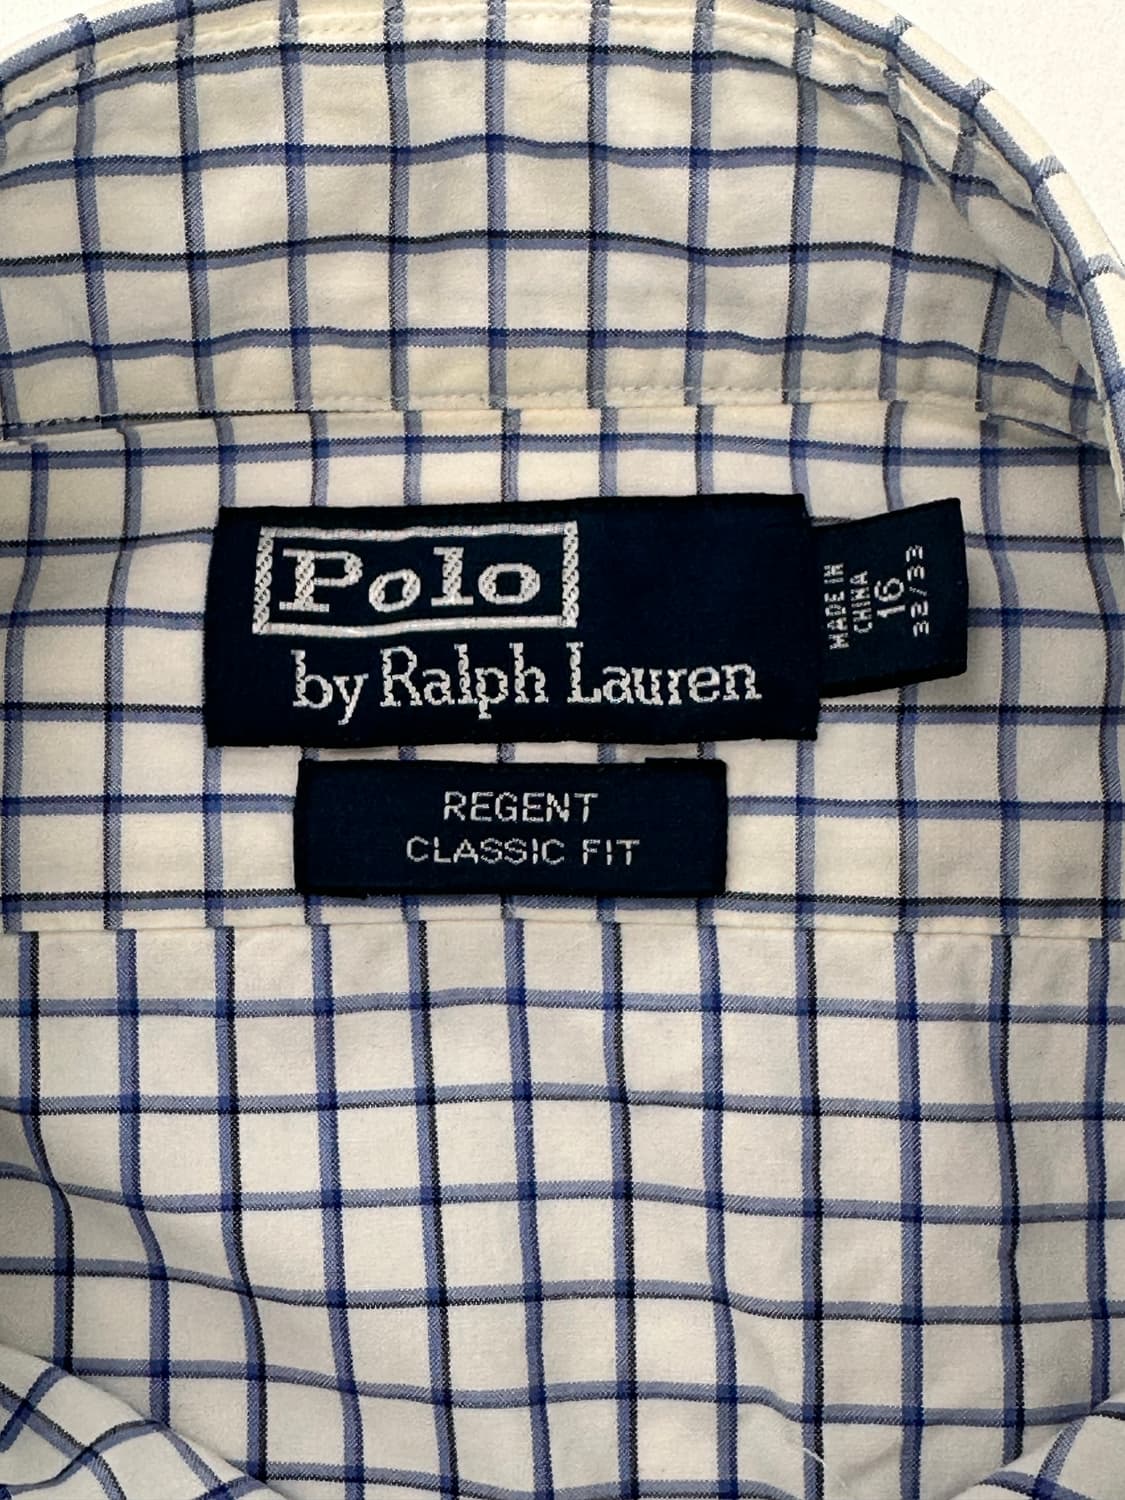 Polo
by Ralph Lauren
MADE IN
CHINA
16
32/33
REGENT
CLASSIC FIT